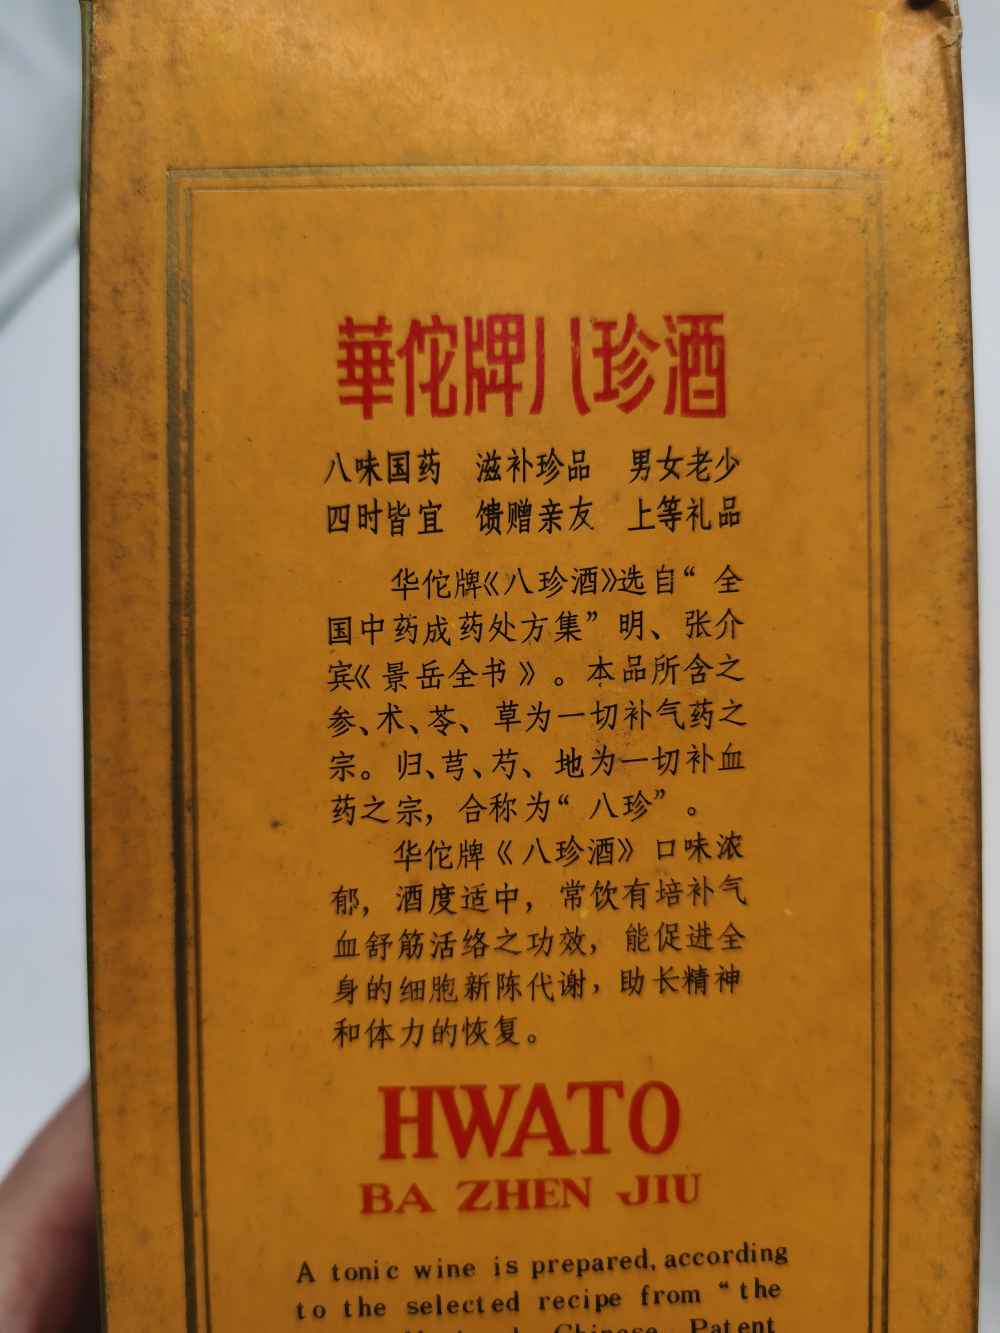 華佗牌八珍酒
八味国药 滋补珍品 男女老少
四时皆宜 馈赠亲友 上等礼品
华佗牌《八珍酒》选自“全
国中药成药处方集”明、张介
宾《景岳全书》。本品所含之
参、术、苓、草为一切补气药之
宗。归、芎、芍、地为一切补血
药之宗，合称为“八珍”。
华佗牌《八珍酒》口味浓
郁，酒度适中，常饮有培补气
血舒筋活络之功效，能促进全
身的细胞新陈代谢，助长精神
和体力的恢复。
HWATO
BA ZHEN JIU
A tonic wine is prepared, according
to the selected recipe from “the
Chinese Patent